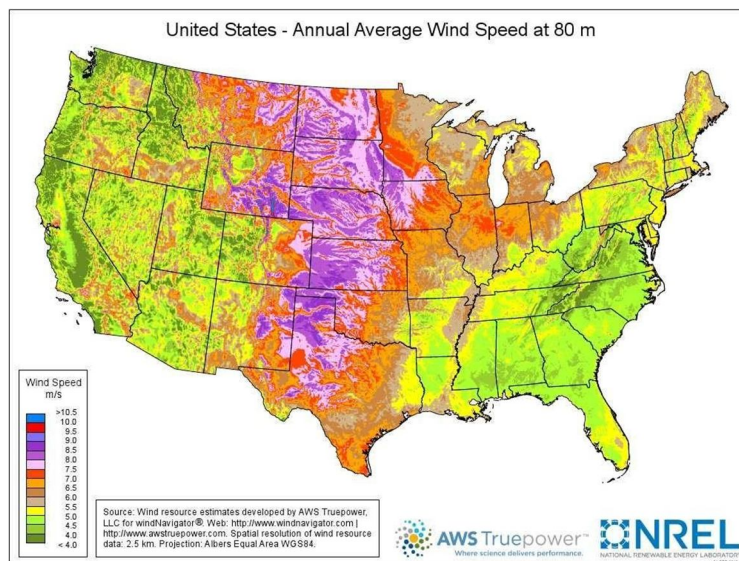 United States - Annual Average Wind Speed at 80 m
Wind Speed
m/s
>10.5
10.0
9.5
9.0
8.5
8.0
7.5
7.0
6.5
6.0
5.5
5.0
4.5
4.0
< 4.0
Source: Wind resource estimates developed by AWS Truepower,
LLC for windNavigator®. Web: http://www.windnavigator.com |
http://www.awstruepower.com. Spatial resolution of wind resource
data: 2.5 km. Projection: Albers Equal Area WGS84.
AWS Truepower™
Where science delivers performance.
NREL
NATIONAL RENEWABLE ENERGY LABORATORY